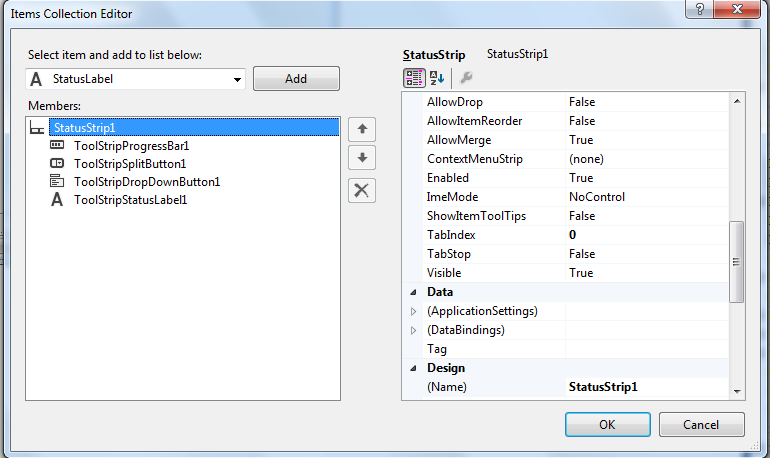 Items Collection Editor
Select item and add to list below:
A StatusLabel
Add
Members:
StatusStrip1
ToolStripProgressBar1
ToolStripSplitButton1
ToolStripDropDownButton1
A ToolStripStatusLabel1
StatusStrip StatusStrip1
AllowDrop False
AllowItemReorder False
AllowMerge True
ContextMenuStrip (none)
Enabled True
ImeMode NoControl
ShowItemToolTips False
TabIndex 0
TabStop False
Visible True
Data
(ApplicationSettings)
(DataBindings)
Tag
Design
(Name) StatusStrip1
OK Cancel